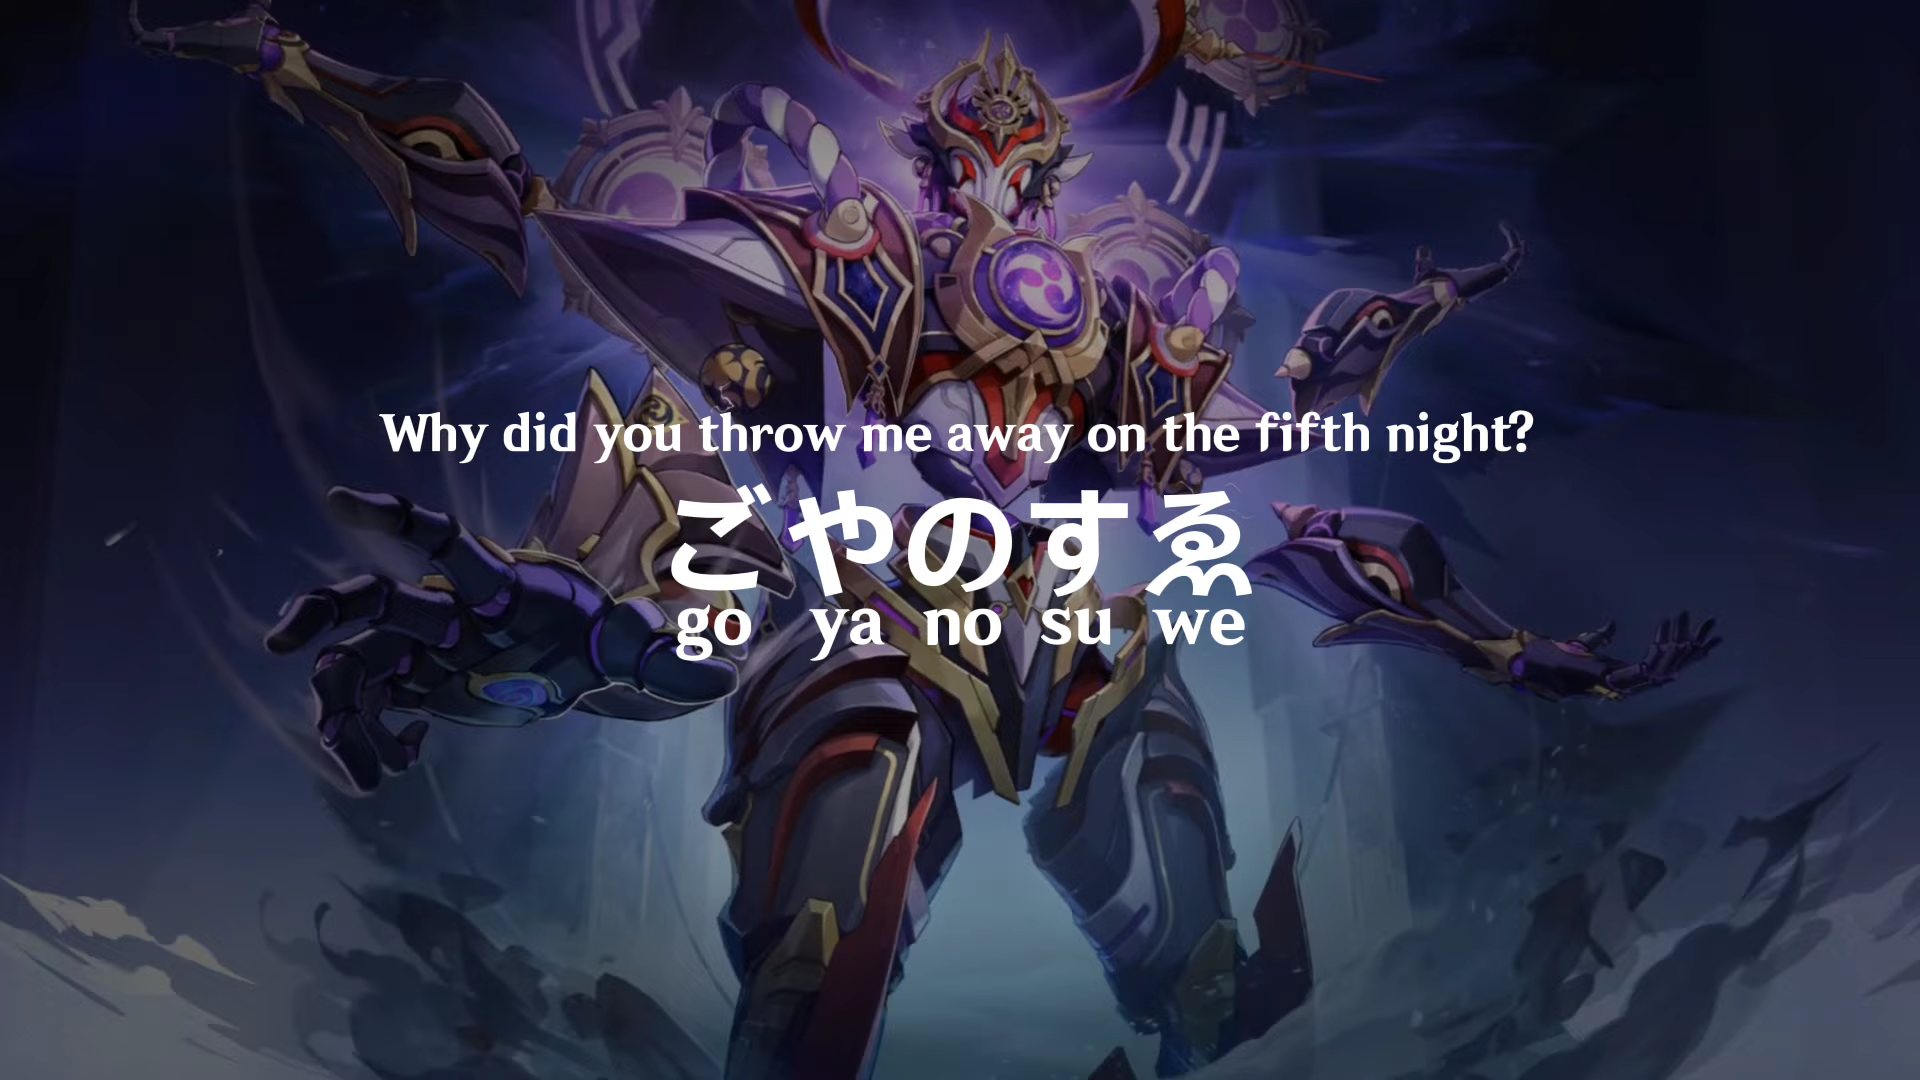 Why did you throw me away on the fifth night?
ごやのすゑ
go ya no su we